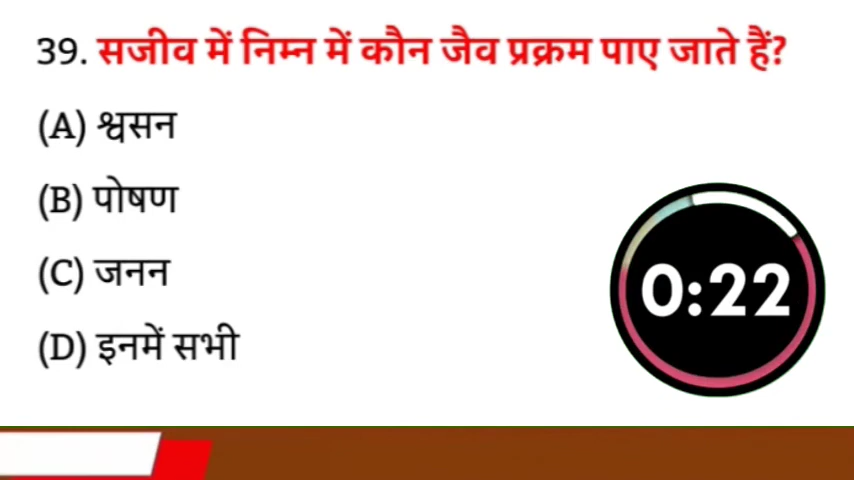 39. सजीव में निम्न में कौन जैव प्रक्रम पाए जाते हैं?
(A) श्वसन
(B) पोषण
(C) जनन
(D) इनमें सभी
0:22